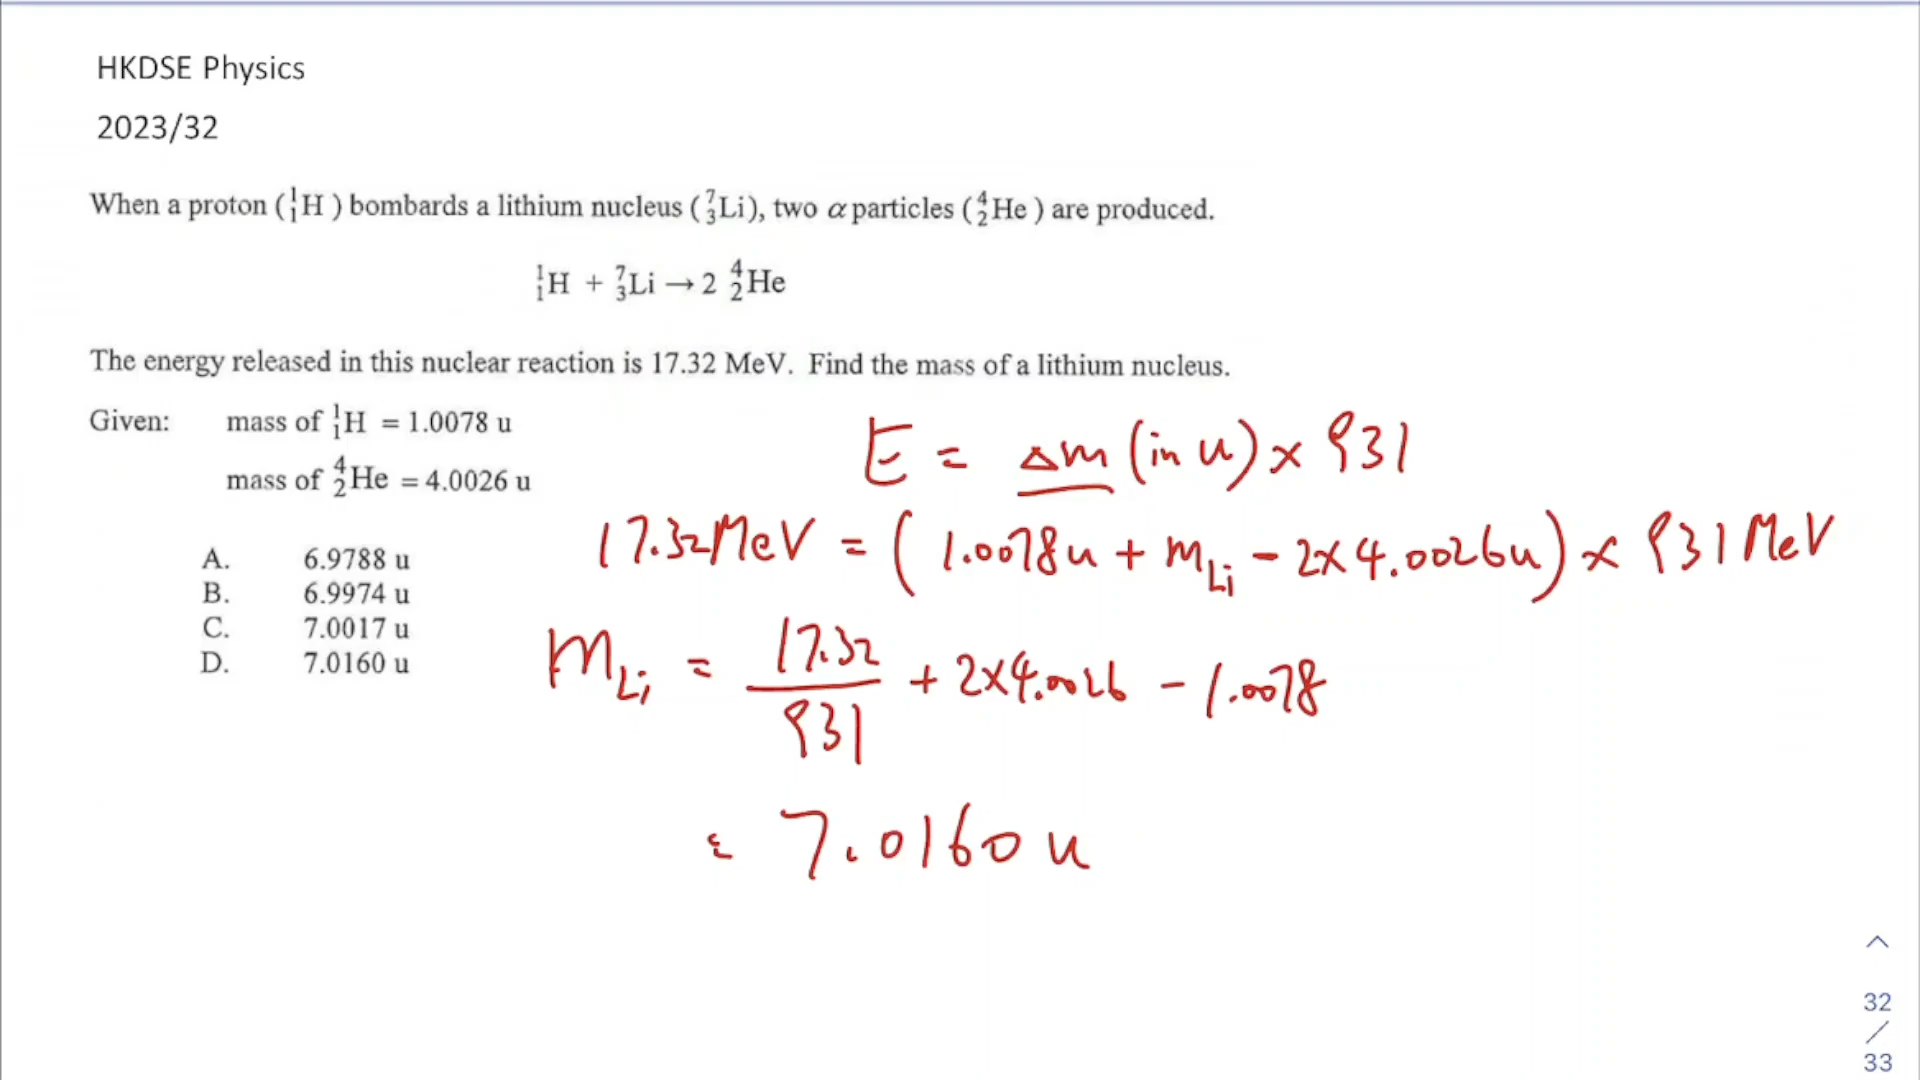 HKDSE Physics
2023/32
When a proton (¹₁H) bombards a lithium nucleus (⁷₃Li), two α particles (⁴₂He) are produced.
¹₁H + ⁷₃Li → 2 ⁴₂He
The energy released in this nuclear reaction is 17.32 MeV. Find the mass of a lithium nucleus.
Given: mass of ¹₁H = 1.0078 u
mass of ⁴₂He = 4.0026 u
A. 6.9788 u
B. 6.9974 u
C. 7.0017 u
D. 7.0160 u
E = Δm (in u) × 931
17.32 MeV = (1.0078u + m_Li − 2×4.0026u) × 931 MeV
m_Li = 17.32/931 + 2×4.0026 − 1.0078
= 7.0160 u
32
/
33